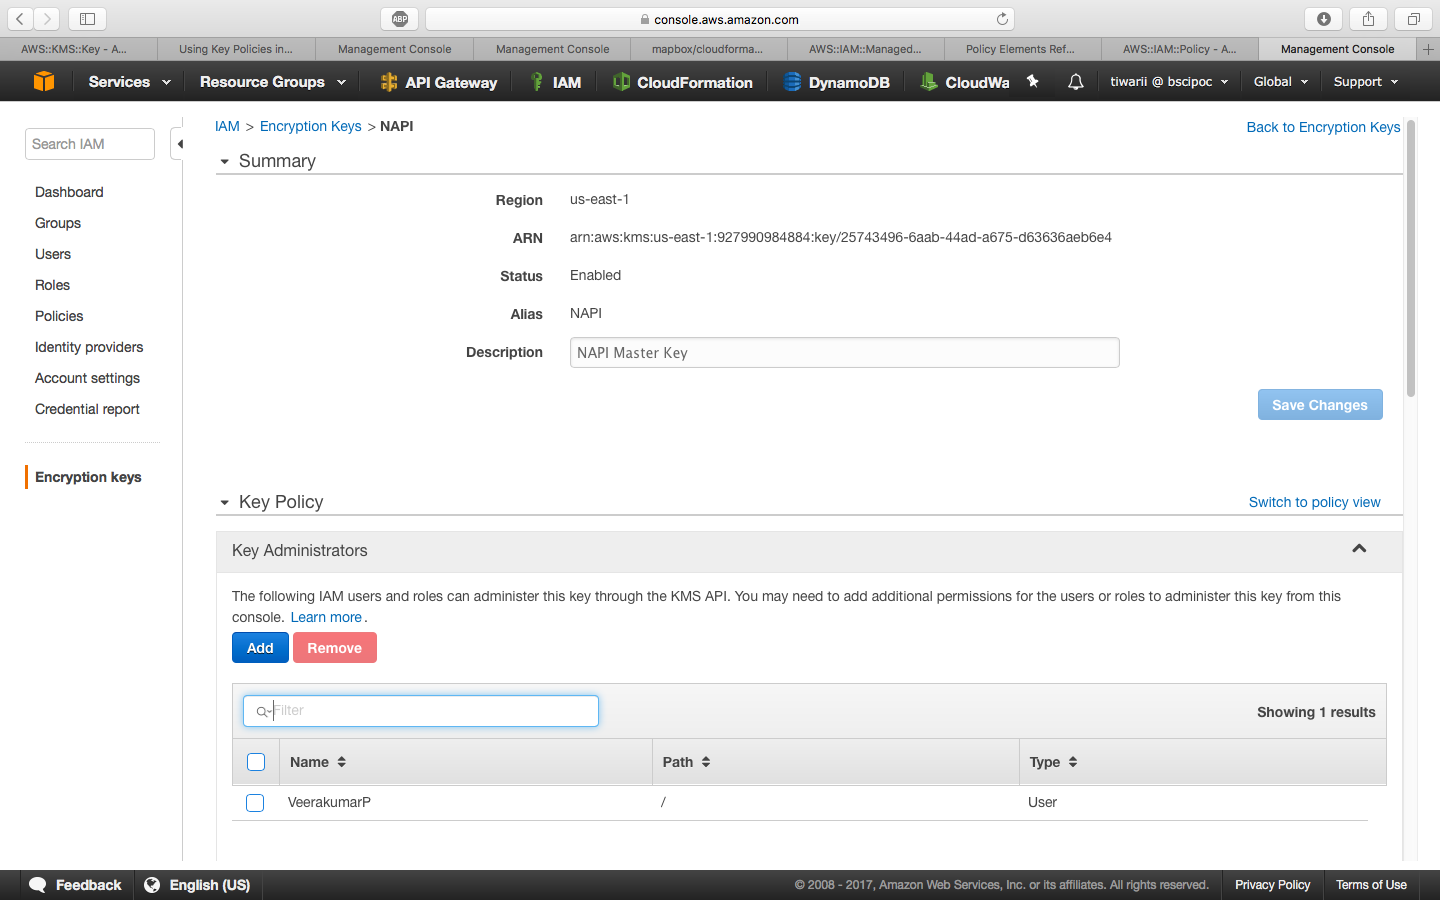 console.aws.amazon.com
ABP
AWS::KMS::Key - A...
Using Key Policies in...
Management Console
Management Console
mapbox/cloudforma...
AWS::IAM::Managed...
Policy Elements Ref...
AWS::IAM::Policy - A...
Management Console
Services
Resource Groups
API Gateway
IAM
CloudFormation
DynamoDB
CloudWa
tiwarii @ bscipoc
Global
Support
Search IAM
Dashboard
Groups
Users
Roles
Policies
Identity providers
Account settings
Credential report
Encryption keys
IAM > Encryption Keys > NAPI
Back to Encryption Keys
Summary
Region us-east-1
ARN arn:aws:kms:us-east-1:927990984884:key/25743496-6aab-44ad-a675-d63636aeb6e4
Status Enabled
Alias NAPI
Description NAPI Master Key
Save Changes
Key Policy
Switch to policy view
Key Administrators
The following IAM users and roles can administer this key through the KMS API. You may need to add additional permissions for the users or roles to administer this key from this
console. Learn more.
Add Remove
Filter
Showing 1 results
Name Path Type
VeerakumarP / User
Feedback
English (US)
© 2008 - 2017, Amazon Web Services, Inc. or its affiliates. All rights reserved.
Privacy Policy
Terms of Use